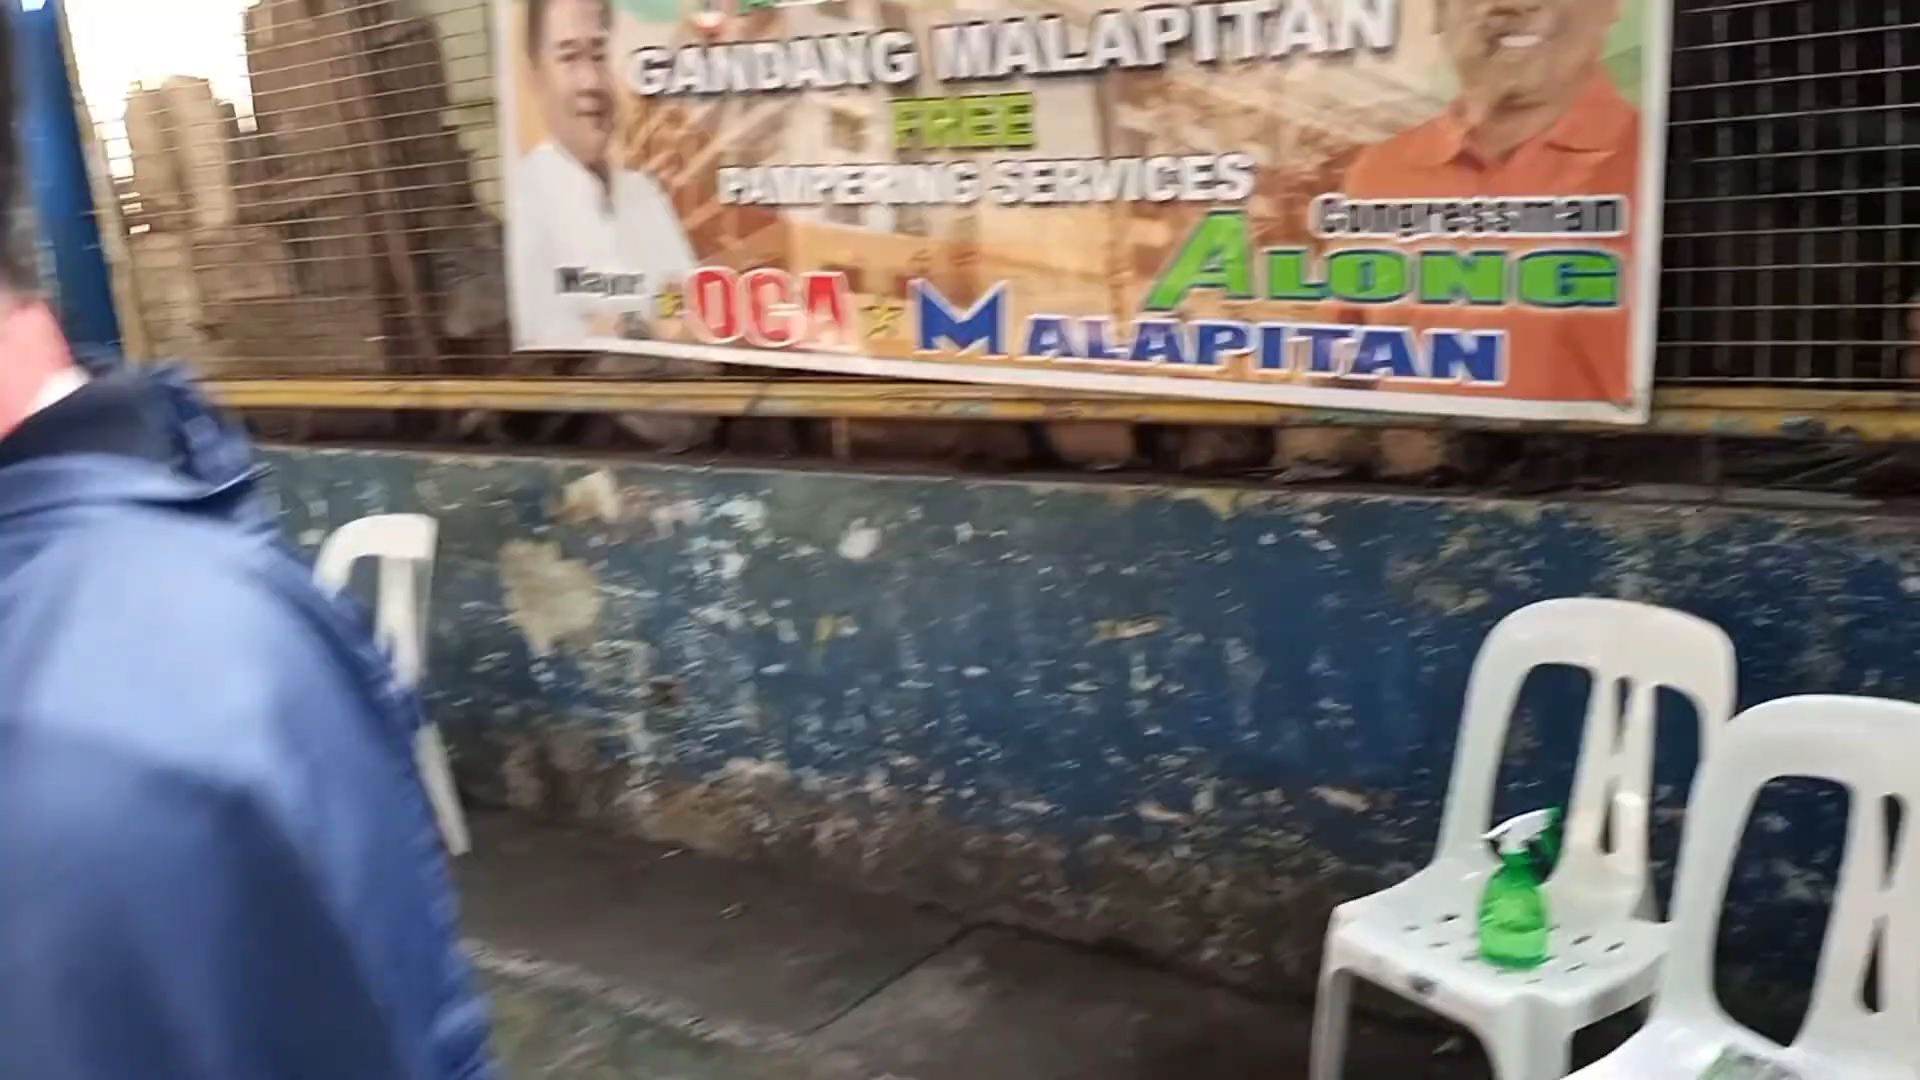 GANDANG MALAPITAN
FREE
PAMPERING SERVICES
Congressman
ALONG
Mayor OCA MALAPITAN